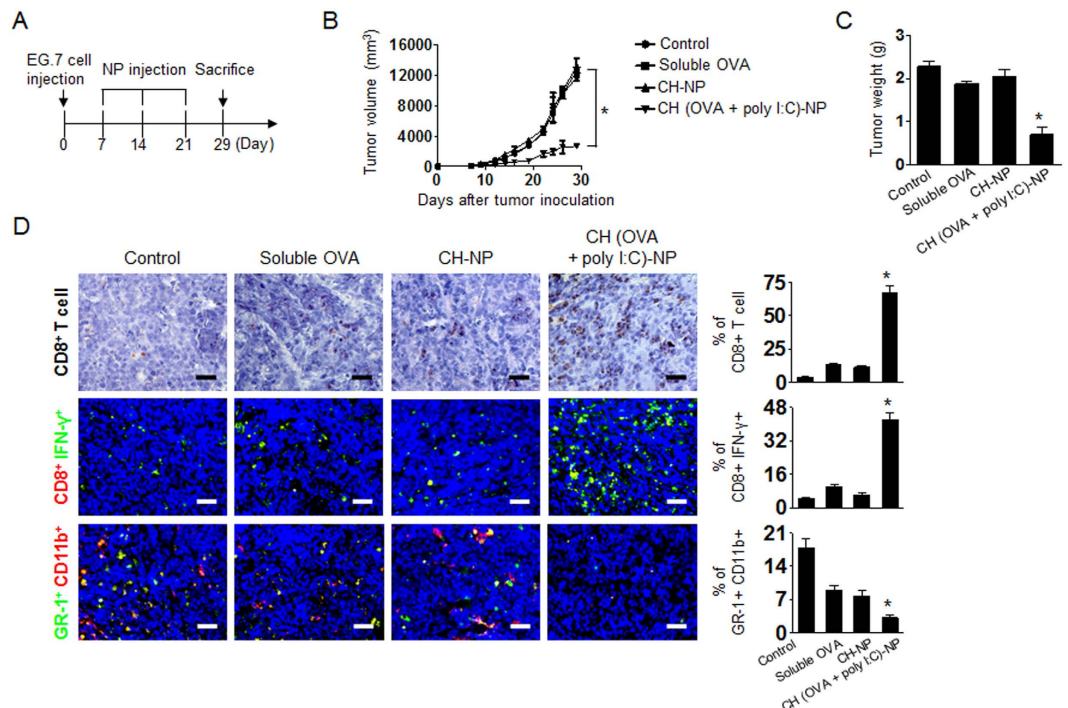 A
EG.7 cell
injection
NP injection
Sacrifice
0 7 14 21 29 (Day)
B
Tumor volume (mm³)
16000
12000
8000
4000
0
0 10 20 30
Days after tumor inoculation
Control
Soluble OVA
CH-NP
CH (OVA + poly I:C)-NP
*
C
Tumor weight (g)
3
2
1
0
*
Control
Soluble OVA
CH-NP
CH (OVA + poly I:C)-NP
D
Control
Soluble OVA
CH-NP
CH (OVA
+ poly I:C)-NP
CD8⁺ T cell
CD8⁺ IFN-γ⁺
GR-1⁺ CD11b⁺
% of
CD8+ T cell
75
50
25
0
*
% of
CD8+ IFN-γ+
48
32
16
0
*
% of
GR-1+ CD11b+
21
14
7
0
*
Control
Soluble OVA
CH-NP
CH (OVA + poly I:C)-NP